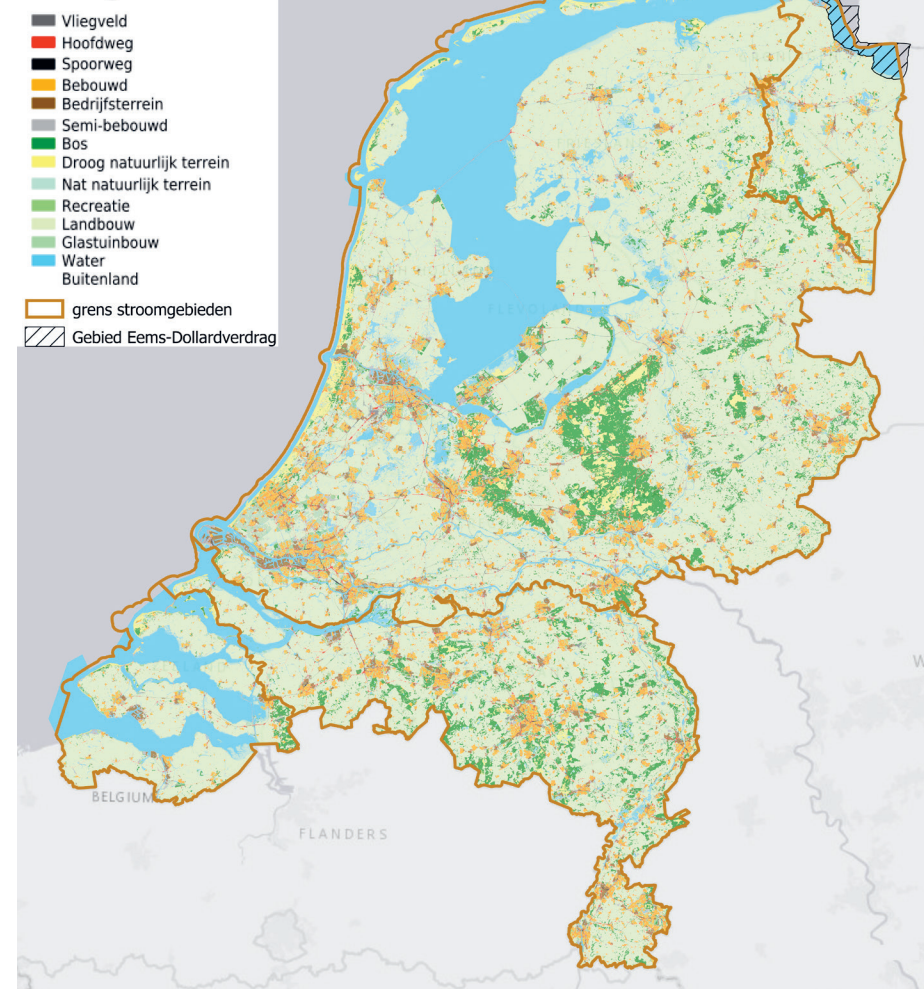 Vliegveld
Hoofdweg
Spoorweg
Bebouwd
Bedrijfsterrein
Semi-bebouwd
Bos
Droog natuurlijk terrein
Nat natuurlijk terrein
Recreatie
Landbouw
Glastuinbouw
Water
Buitenland
grens stroomgebieden
Gebied Eems-Dollardverdrag
FLEVOLAND
BELGIUM
FLANDERS
W